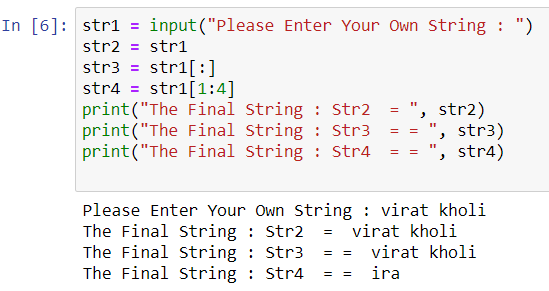 In [6]: str1 = input("Please Enter Your Own String : ")
str2 = str1
str3 = str1[:]
str4 = str1[1:4]
print("The Final String : Str2  = ", str2)
print("The Final String : Str3  = = ", str3)
print("The Final String : Str4  = = ", str4)
Please Enter Your Own String : virat kholi
The Final String : Str2  =  virat kholi
The Final String : Str3  = =  virat kholi
The Final String : Str4  = =  ira